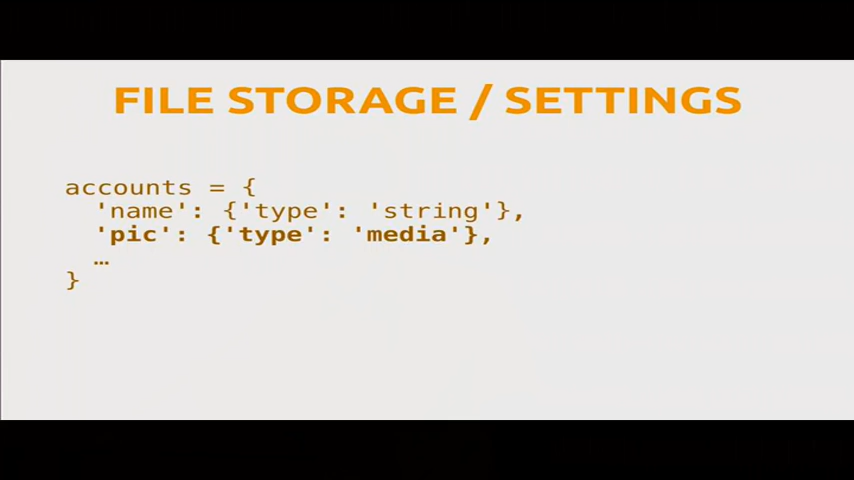 FILE STORAGE / SETTINGS
accounts = {
'name': {'type': 'string'},
'pic': {'type': 'media'},
…
}